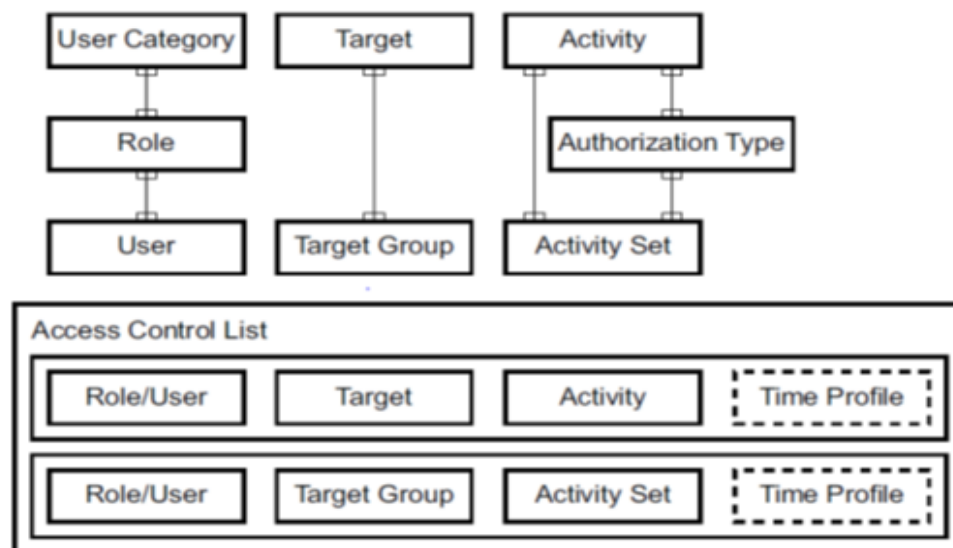 User Category
Target
Activity
Role
Authorization Type
User
Target Group
Activity Set
Access Control List
Role/User
Target
Activity
Time Profile
Role/User
Target Group
Activity Set
Time Profile